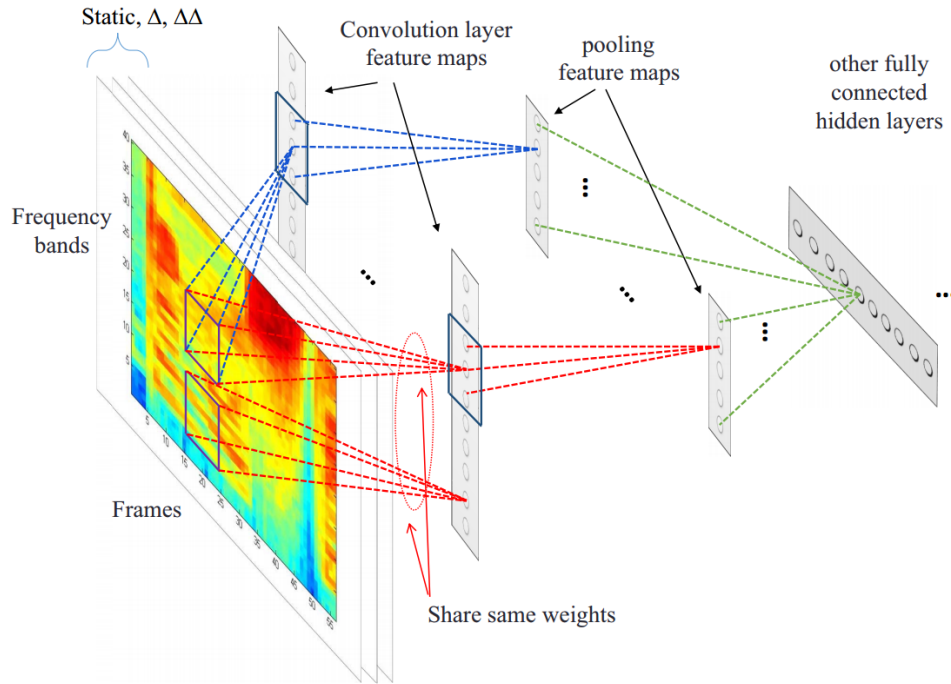 Static, Δ, ΔΔ
Convolution layer
feature maps
pooling
feature maps
other fully
connected
hidden layers
Frequency
bands
40
35
30
25
20
15
10
5
5
10
15
20
25
30
35
40
45
50
55
Frames
Share same weights